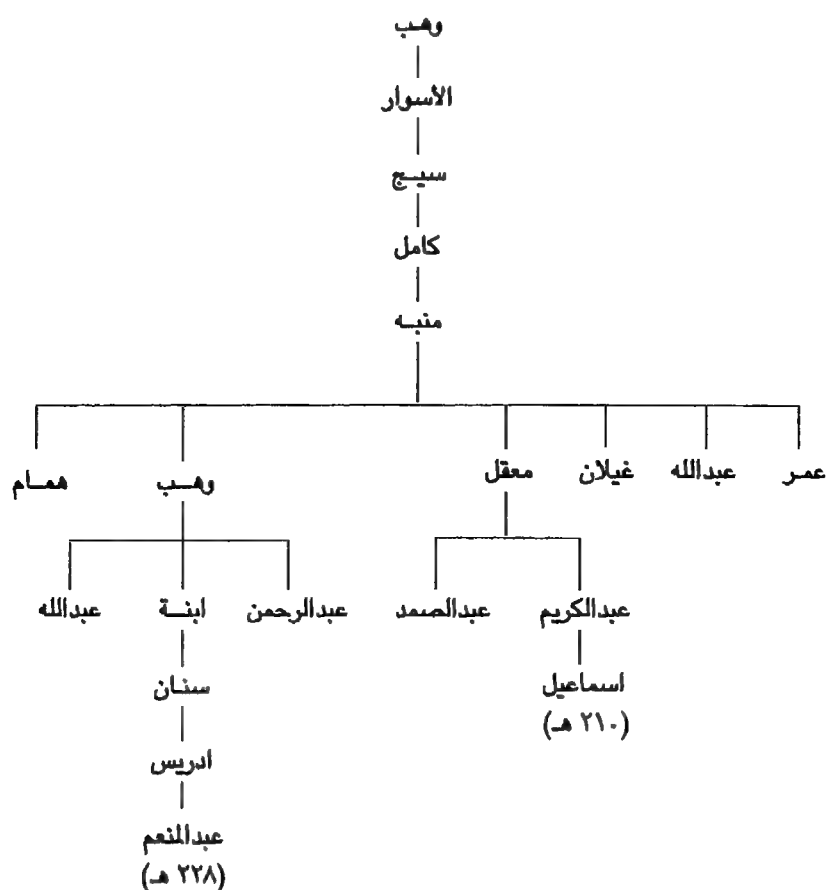 وهب
الأسوار
سيج
كامل
منبه
عمر عبدالله غيلان معقل وهب همام
عبدالكريم عبدالصمد عبدالرحمن ابنة عبدالله
اسماعيل سنان
(٢١٠ هـ)
ادريس
عبدالمنعم
(٢٢٨ هـ)